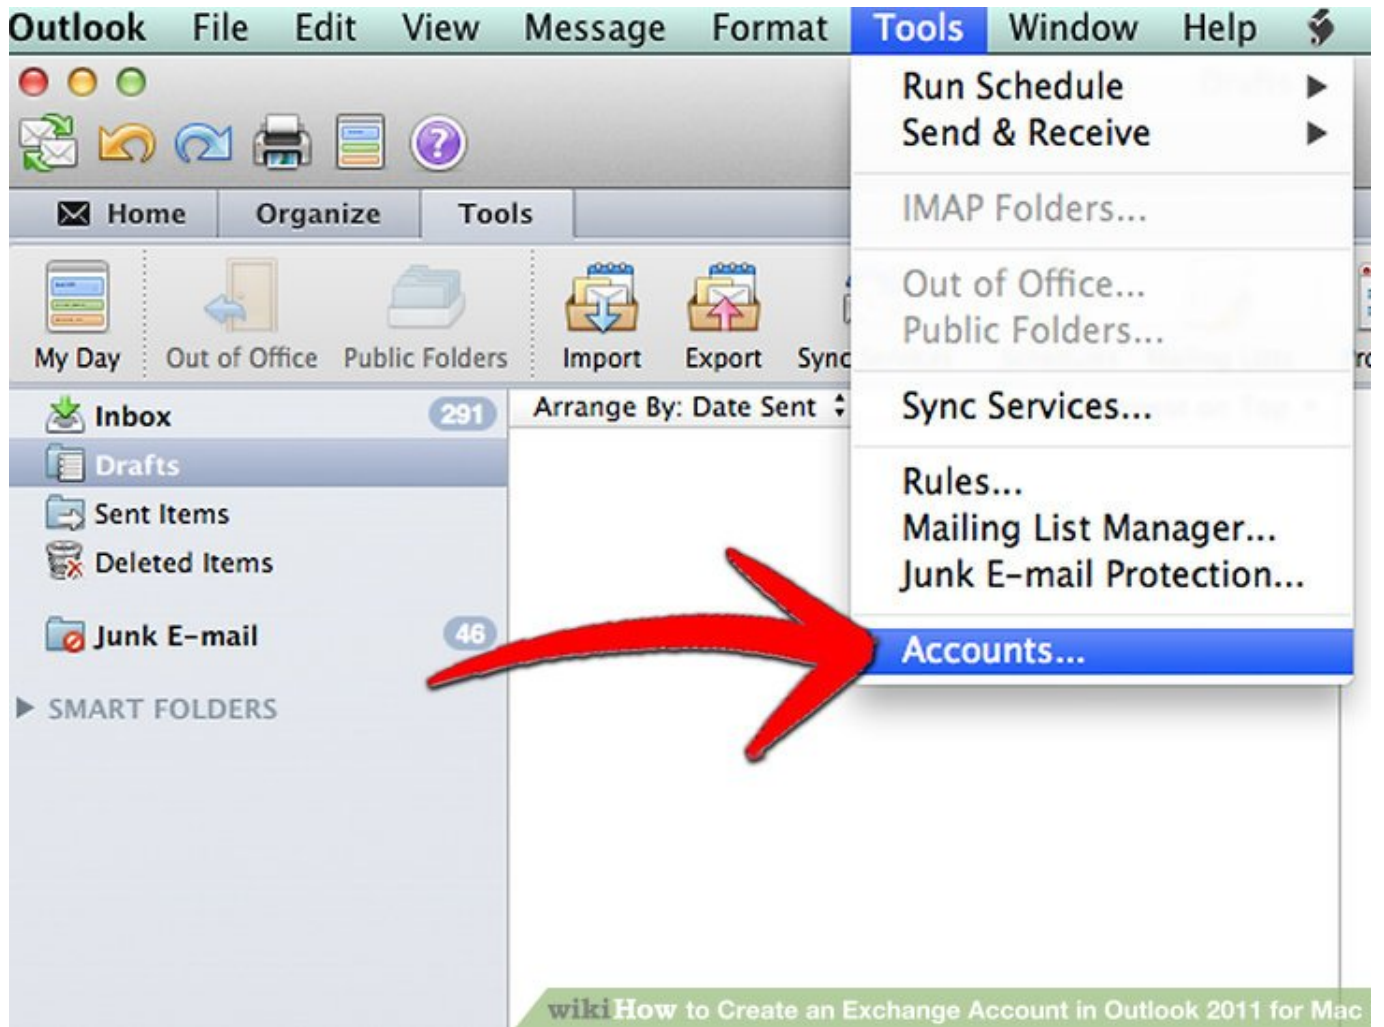 Outlook File Edit View Message Format Tools Window Help
Run Schedule
Send & Receive
IMAP Folders...
Out of Office...
Public Folders...
Sync Services...
Rules...
Mailing List Manager...
Junk E-mail Protection...
Accounts...
Home Organize Tools
My Day Out of Office Public Folders Import Export Sync
Arrange By: Date Sent
Inbox 291
Drafts
Sent Items
Deleted Items
Junk E-mail 46
SMART FOLDERS
wikiHow to Create an Exchange Account in Outlook 2011 for Mac